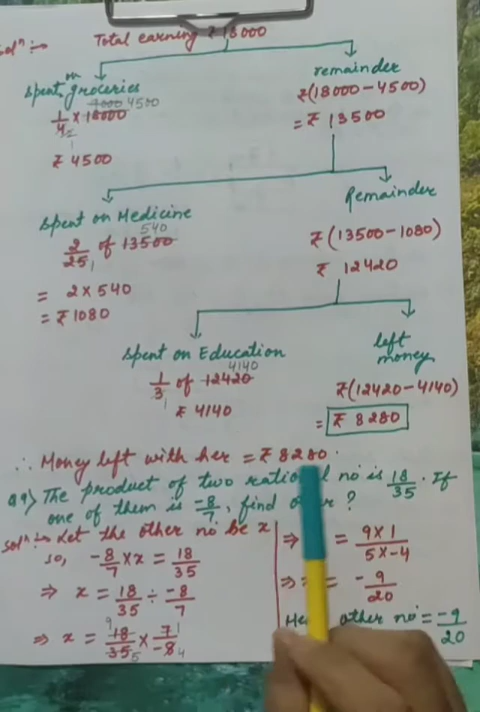 Solⁿ :→ Total earning ₹ 18000
Spent on groceries
9000 4500
1/4 × 18000
₹ 4500
remainder
₹(18000-4500)
= ₹ 13500
Spent on Medicine
540
2/25 of 13500
= 2 × 540
= ₹ 1080
Remainder
₹(13500-1080)
₹ 12420
Spent on Education
4140
1/3 of 12420
₹ 4140
left money
₹(12420-4140)
= ₹ 8280
∴ Money left with her = ₹ 8280.
Q9) The product of two rational no is 18/35. If
one of them is -8/7, find other?
Solⁿ :→ Let the other no be x
so, -8/7 × x = 18/35
⇒ x = 18/35 ÷ -8/7
⇒ x = 18/35 × 7/-8
⇒ = 9×1/5×-4
⇒ = -9/20
other no = -9/20